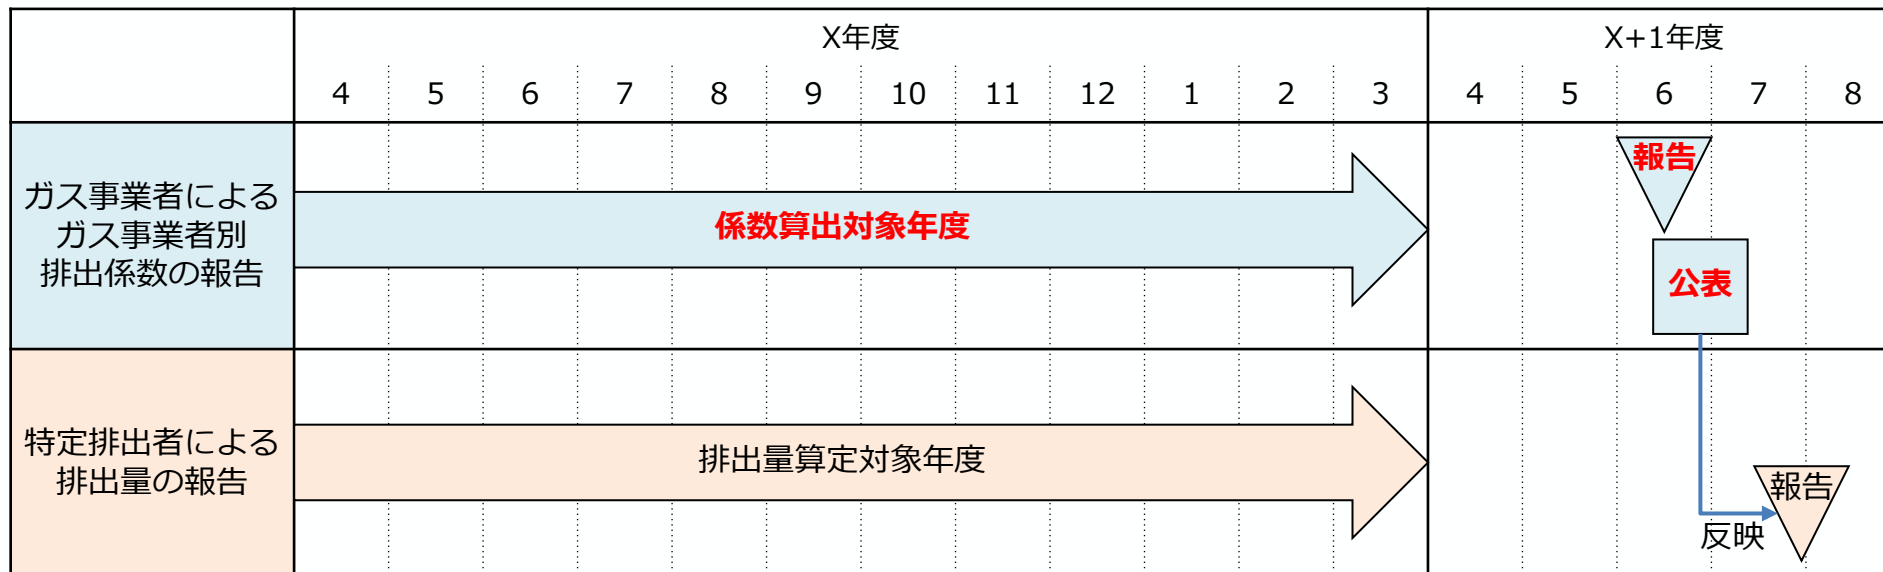 X年度
X+1年度
4 5 6 7 8 9 10 11 12 1 2 3 4 5 6 7 8
ガス事業者による
ガス事業者別
排出係数の報告
係数算出対象年度
報告
公表
特定排出者による
排出量の報告
排出量算定対象年度
報告
反映